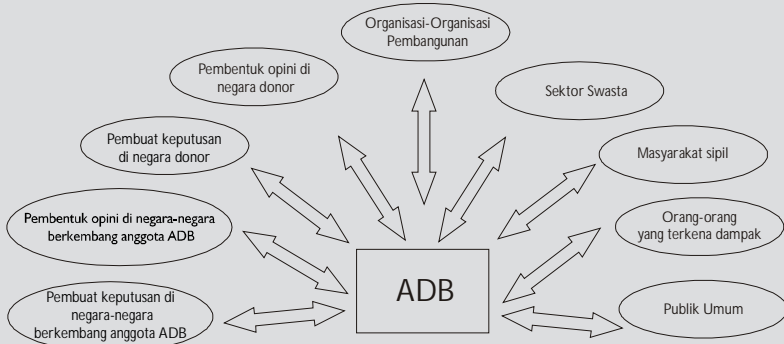 Organisasi-Organisasi
Pembangunan
Pembentuk opini di
negara donor
Sektor Swasta
Pembuat keputusan
di negara donor
Masyarakat sipil
Pembentuk opini di negara-negara
berkembang anggota ADB
Orang-orang
yang terkena dampak
ADB
Pembuat keputusan di
negara-negara
berkembang anggota ADB
Publik Umum